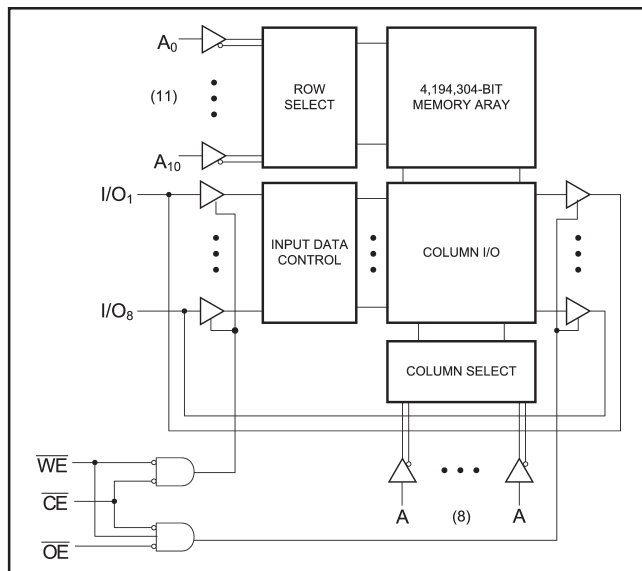 A0
(11)
A10
ROW
SELECT
4,194,304-BIT
MEMORY ARAY
I/O1
I/O8
INPUT DATA
CONTROL
COLUMN I/O
COLUMN SELECT
WE
CE
OE
A
(8)
A